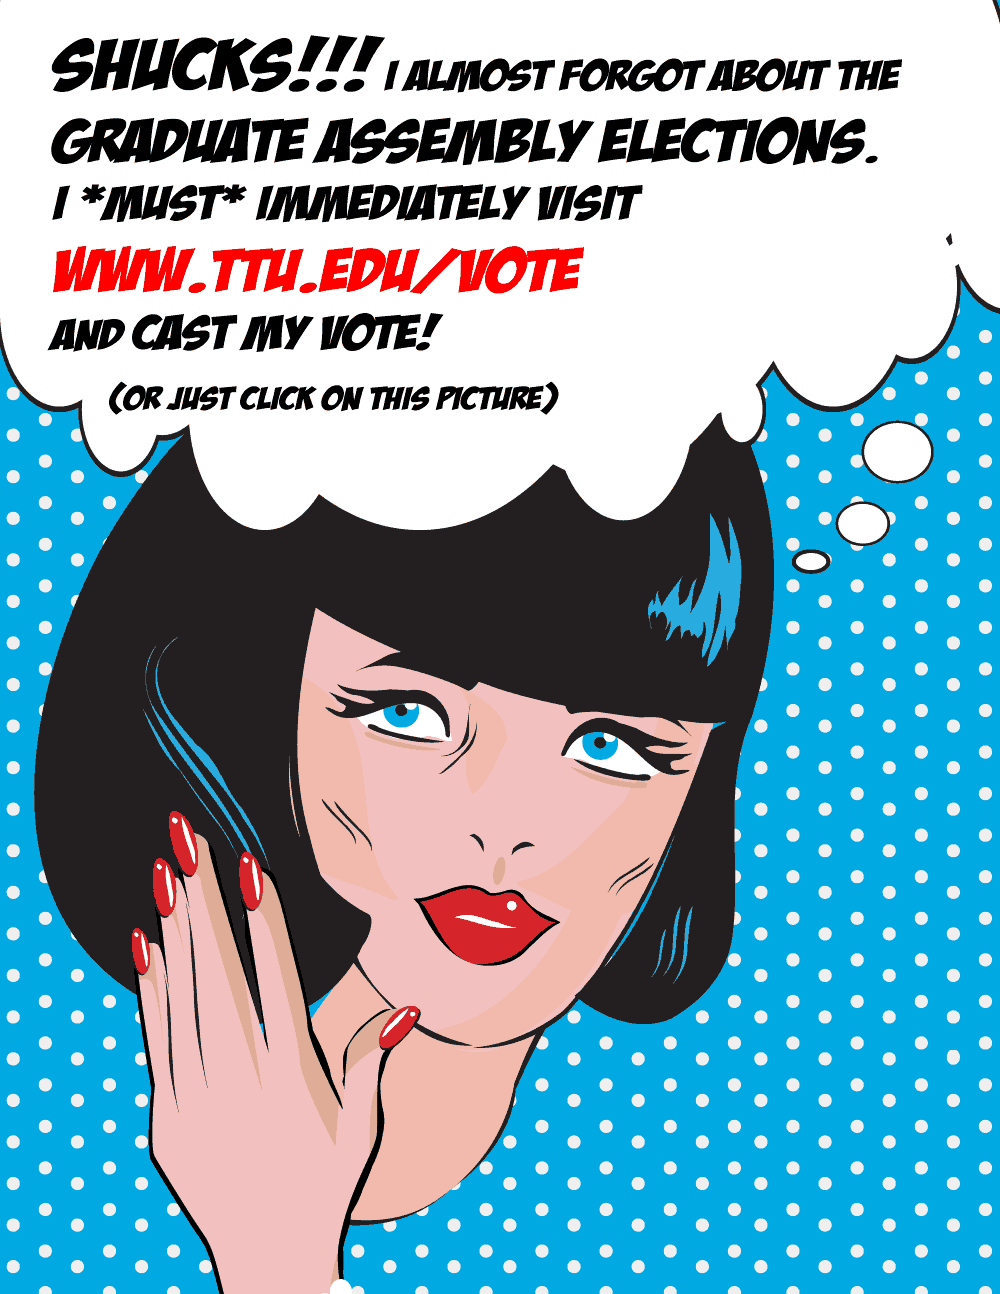 SHUCKS!!! I ALMOST FORGOT ABOUT THE
GRADUATE ASSEMBLY ELECTIONS.
I *MUST* IMMEDIATELY VISIT
WWW.TTU.EDU/VOTE
AND CAST MY VOTE!
(OR JUST CLICK ON THIS PICTURE)